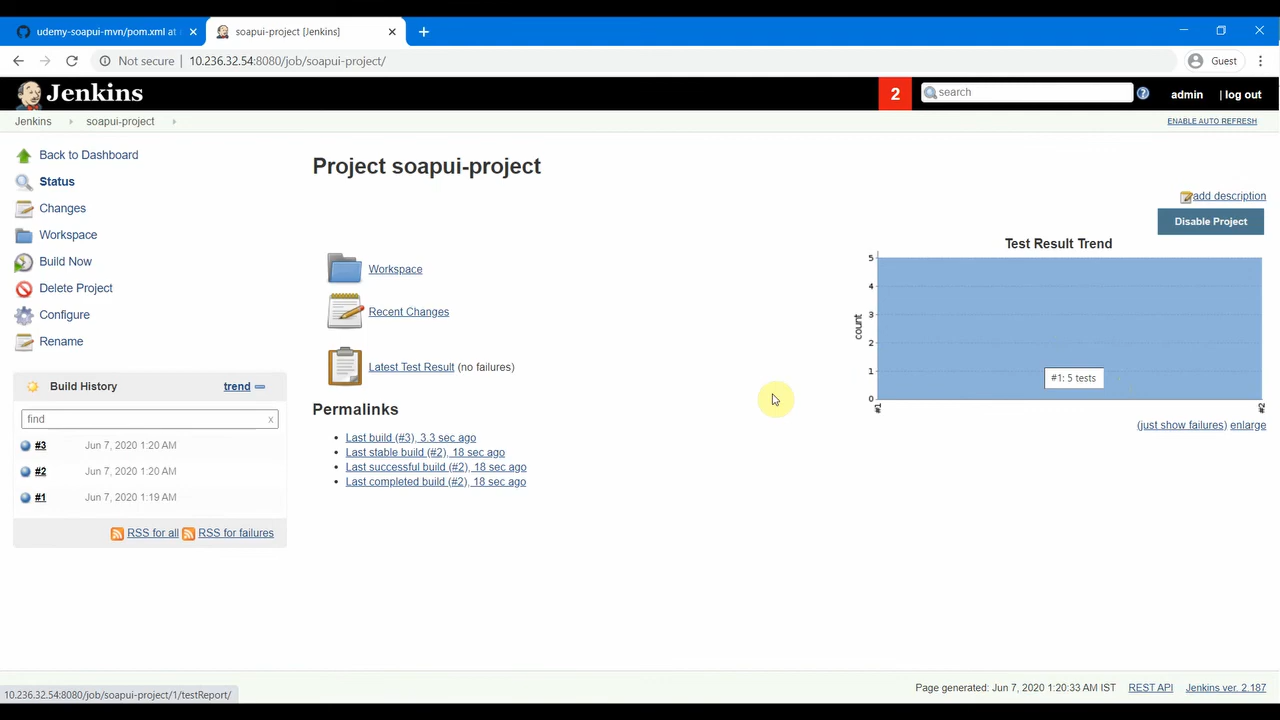 udemy-soapui-mvn/pom.xml at
soapui-project [Jenkins]
Not secure | 10.236.32.54:8080/job/soapui-project/
Guest
Jenkins
2
search
admin
| log out
Jenkins
soapui-project
ENABLE AUTO REFRESH
Back to Dashboard
Status
Changes
Workspace
Build Now
Delete Project
Configure
Rename
Build History
trend
find
x
#3 Jun 7, 2020 1:20 AM
#2 Jun 7, 2020 1:20 AM
#1 Jun 7, 2020 1:19 AM
RSS for all
RSS for failures
Project soapui-project
add description
Disable Project
Workspace
Recent Changes
Latest Test Result (no failures)
Permalinks
Last build (#3), 3.3 sec ago
Last stable build (#2), 18 sec ago
Last successful build (#2), 18 sec ago
Last completed build (#2), 18 sec ago
Test Result Trend
5
4
3
2
1
0
count
#1
#2
#1: 5 tests
(just show failures) enlarge
10.236.32.54:8080/job/soapui-project/1/testReport/
Page generated: Jun 7, 2020 1:20:33 AM IST
REST API
Jenkins ver. 2.187